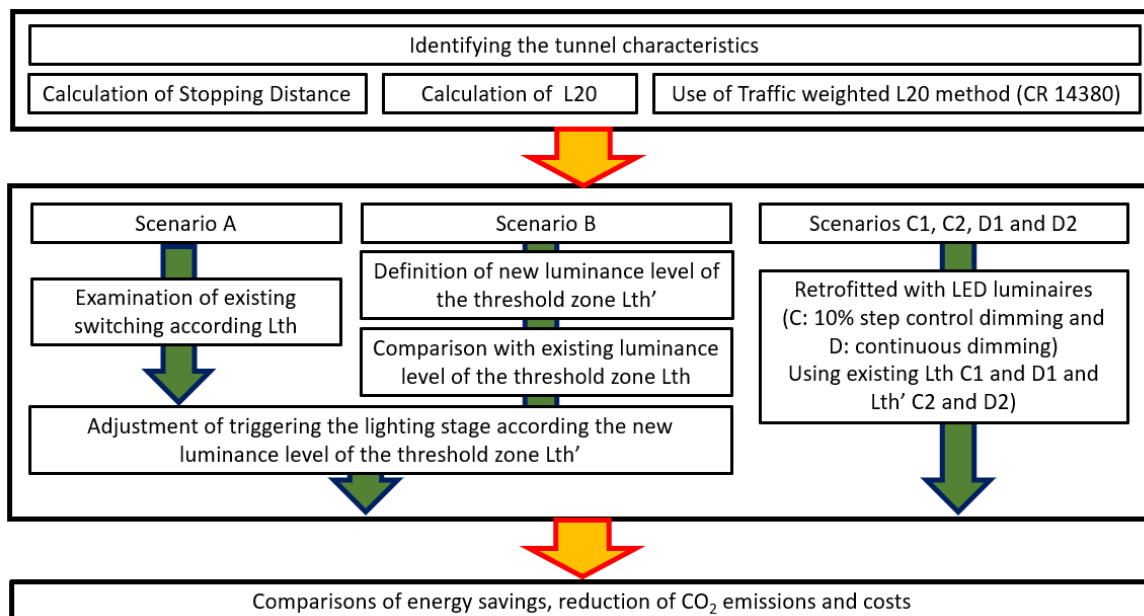 Identifying the tunnel characteristics
Calculation of Stopping Distance
Calculation of L20
Use of Traffic weighted L20 method (CR 14380)
Scenario A
Examination of existing
switching according Lth
Scenario B
Definition of new luminance level of
the threshold zone Lth’
Comparison with existing luminance
level of the threshold zone Lth
Adjustment of triggering the lighting stage according the new
luminance level of the threshold zone Lth’
Scenarios C1, C2, D1 and D2
Retrofitted with LED luminaires
(C: 10% step control dimming and
D: continuous dimming)
Using existing Lth C1 and D1 and
Lth’ C2 and D2)
Comparisons of energy savings, reduction of CO₂ emissions and costs